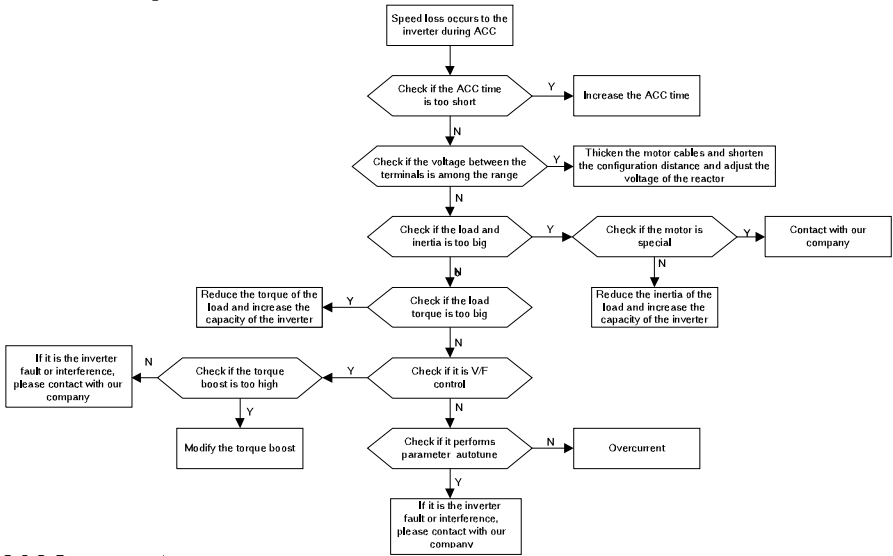 Speed loss occurs to the
inverter during ACC
Check if the ACC time
is too short
Y
Increase the ACC time
N
Check if the voltage between the
terminals is among the range
Y
Thicken the motor cables and shorten
the configuration distance and adjust the
voltage of the reactor
N
Check if the load and
inertia is too big
Y
Check if the motor is
special
Y
Contact with our
company
N
N
Reduce the torque of the
load and increase the
capacity of the inverter
Y
Check if the load
torque is too big
Reduce the inertia of the
load and increase the
capacity of the inverter
N
If it is the inverter
fault or interference,
please contact with our
company
N
Check if the torque
boost is too high
Y
Check if it is V/F
control
Y
N
Modify the torque boost
Check if it performs
parameter autotune
N
Overcurrent
Y
If it is the inverter
fault or interference,
please contact with our
company